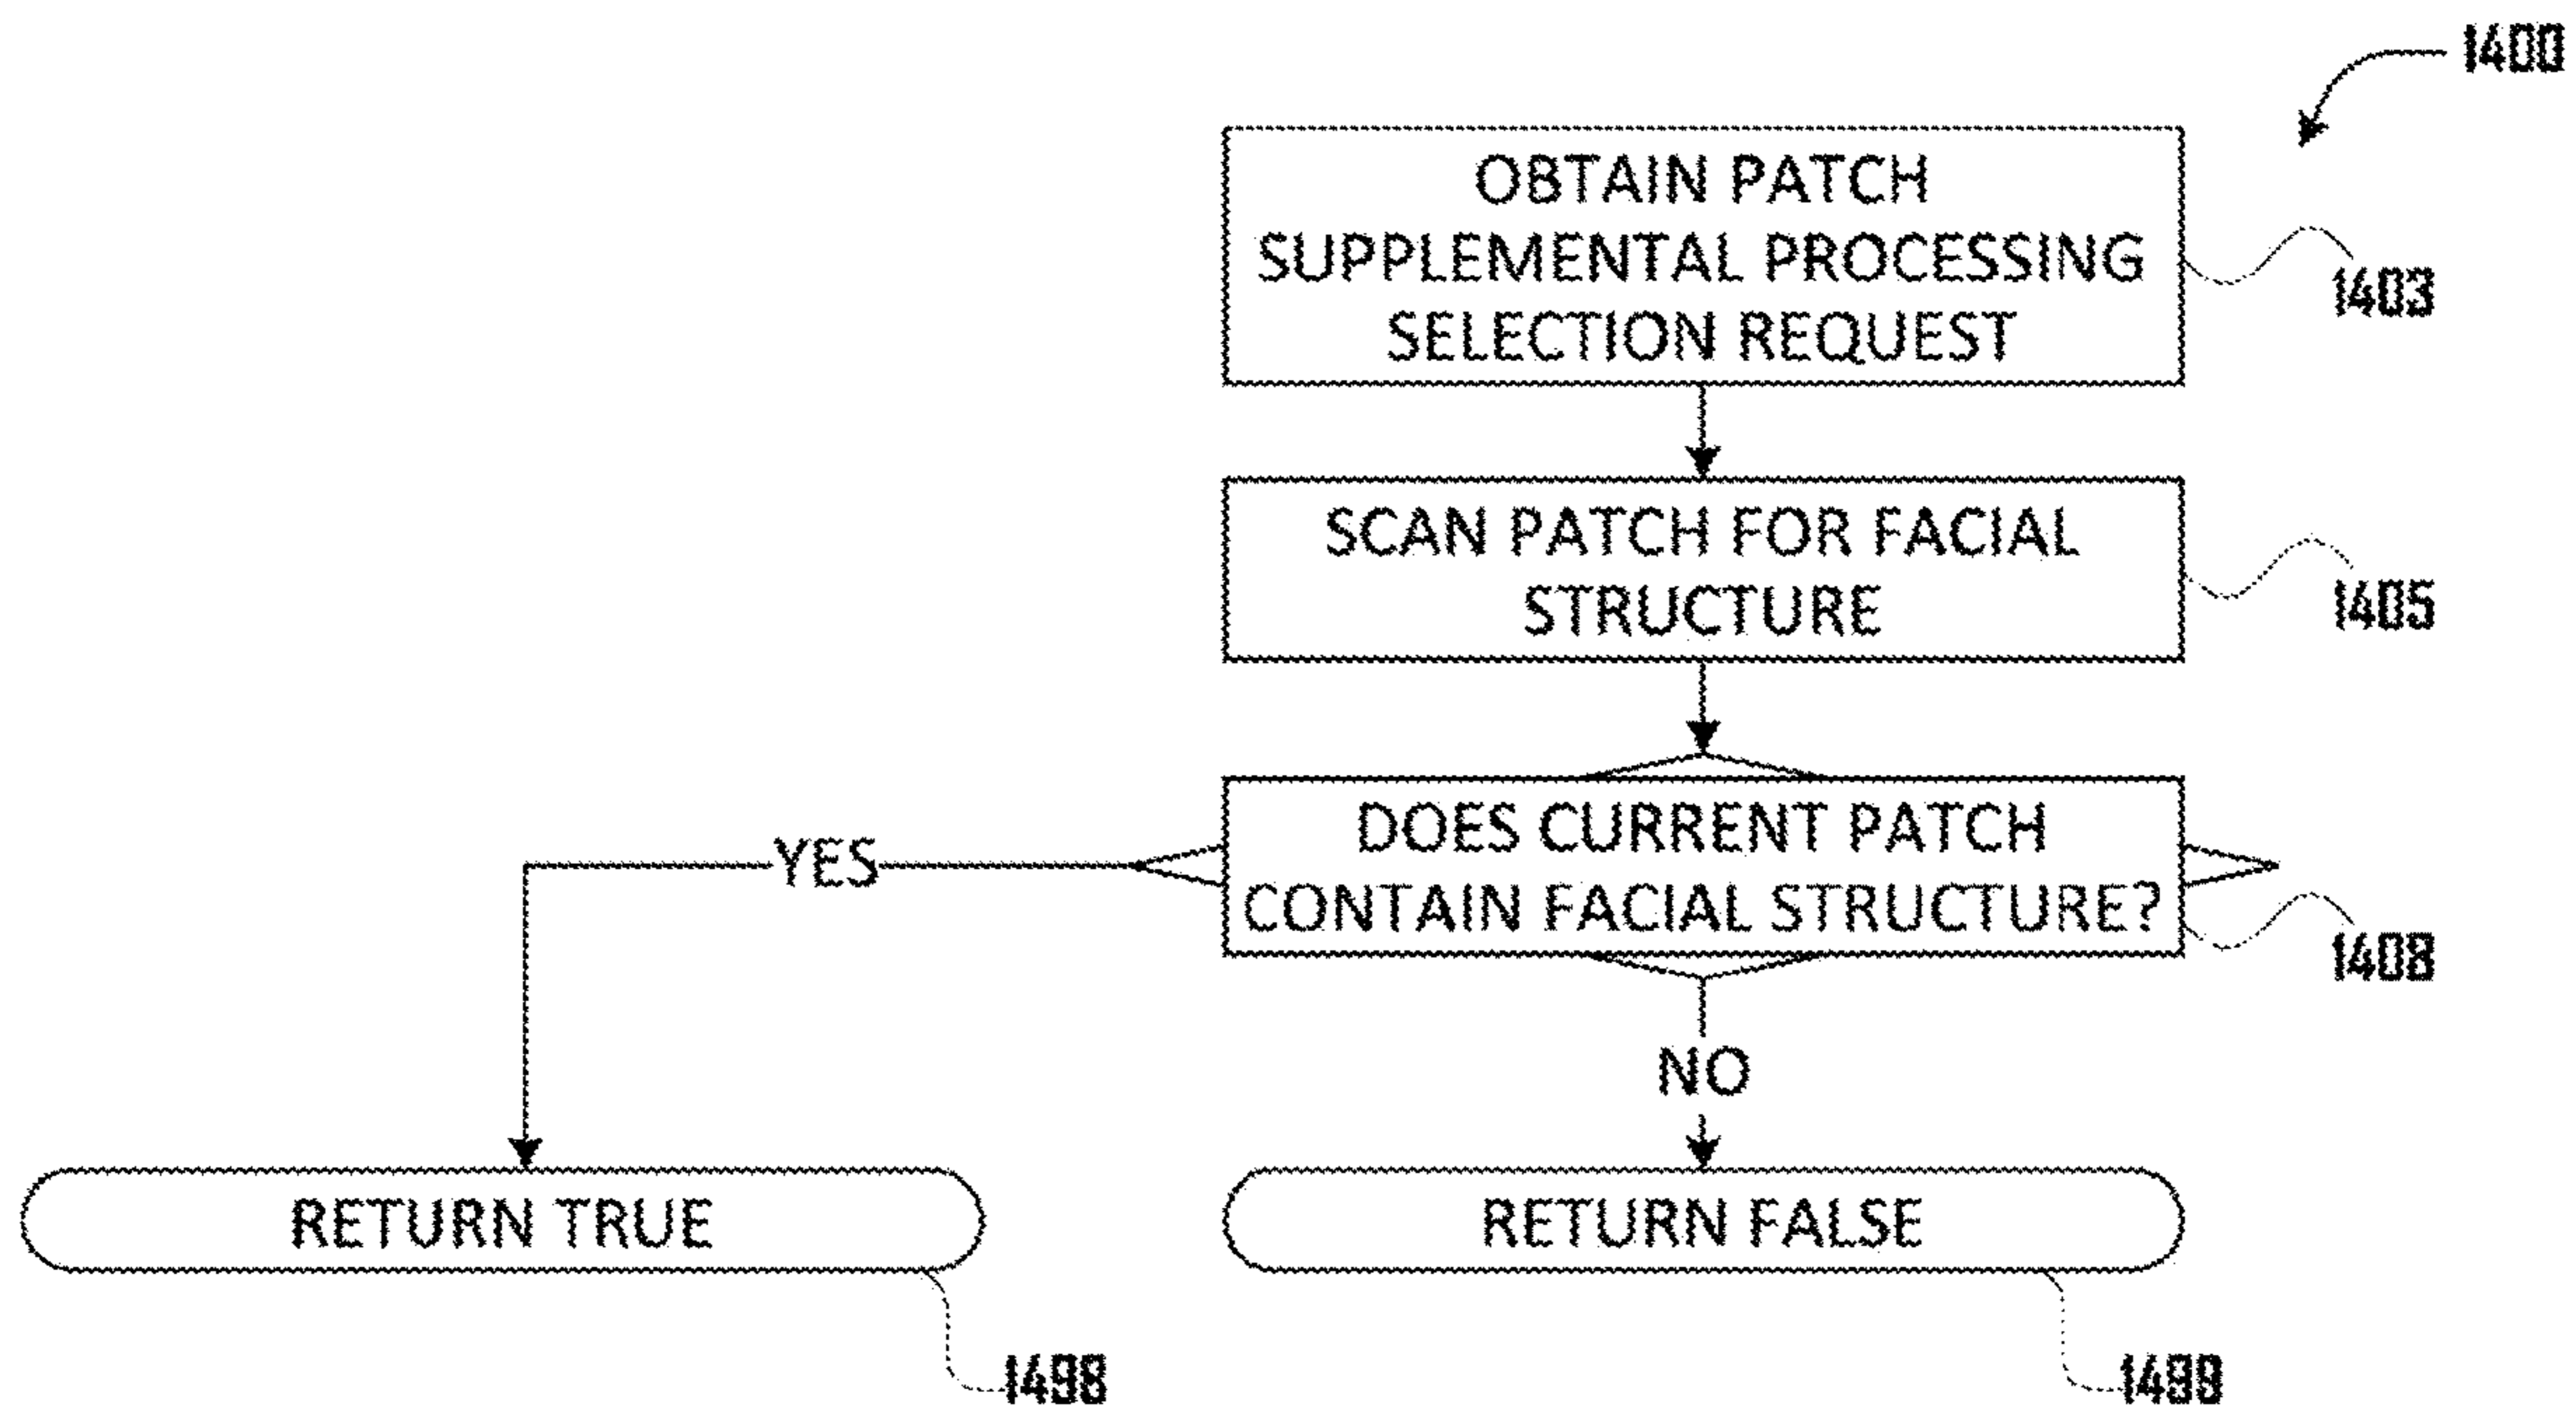 1400
OBTAIN PATCH
SUPPLEMENTAL PROCESSING
SELECTION REQUEST
1403
SCAN PATCH FOR FACIAL
STRUCTURE
1405
DOES CURRENT PATCH
CONTAIN FACIAL STRUCTURE?
1408
YES
NO
RETURN TRUE
RETURN FALSE
1498
1499